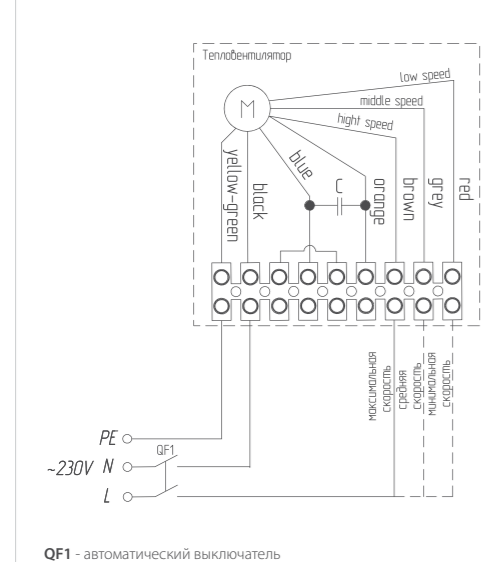 Тепловентилятор
low speed
middle speed
hight speed
M
yellow-green
black
blue
C
orange
brown
grey
red
максимальная
скорость
средняя
скорость
минимальная
скорость
PE
QF1
~230V N
L
QF1 - автоматический выключатель